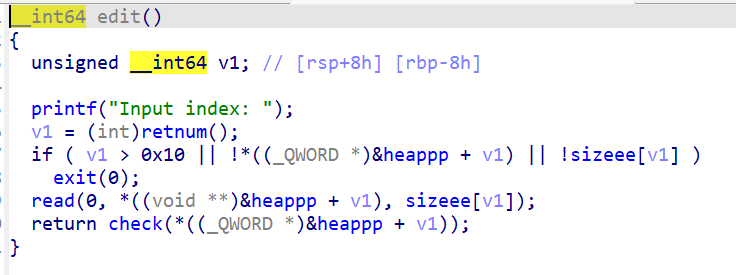 __int64 edit()
{
  unsigned __int64 v1; // [rsp+8h] [rbp-8h]
  printf("Input index: ");
  v1 = (int)retnum();
  if ( v1 > 0x10 || !*((_QWORD *)&heappp + v1) || !sizeee[v1] )
    exit(0);
  read(0, *((void **)&heappp + v1), sizeee[v1]);
  return check(*((_QWORD *)&heappp + v1));
}